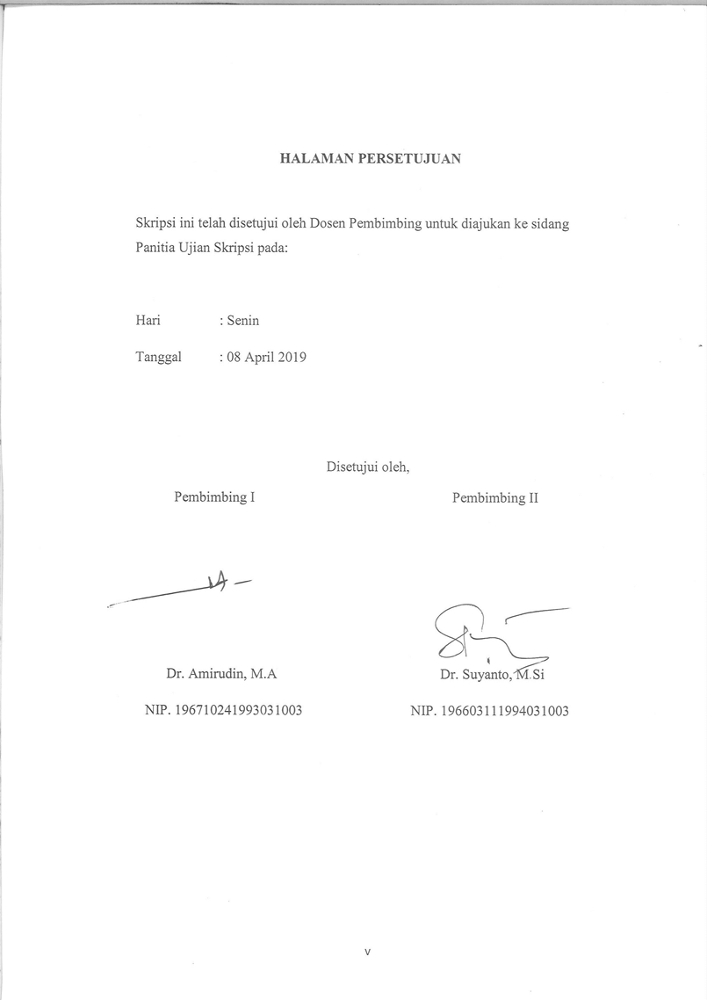 HALAMAN PERSETUJUAN
Skripsi ini telah disetujui oleh Dosen Pembimbing untuk diajukan ke sidang
Panitia Ujian Skripsi pada:
Hari : Senin
Tanggal : 08 April 2019
Disetujui oleh,
Pembimbing I Pembimbing II
Dr. Amirudin, M.A Dr. Suyanto, M.Si
NIP. 196710241993031003 NIP. 196603111994031003
v